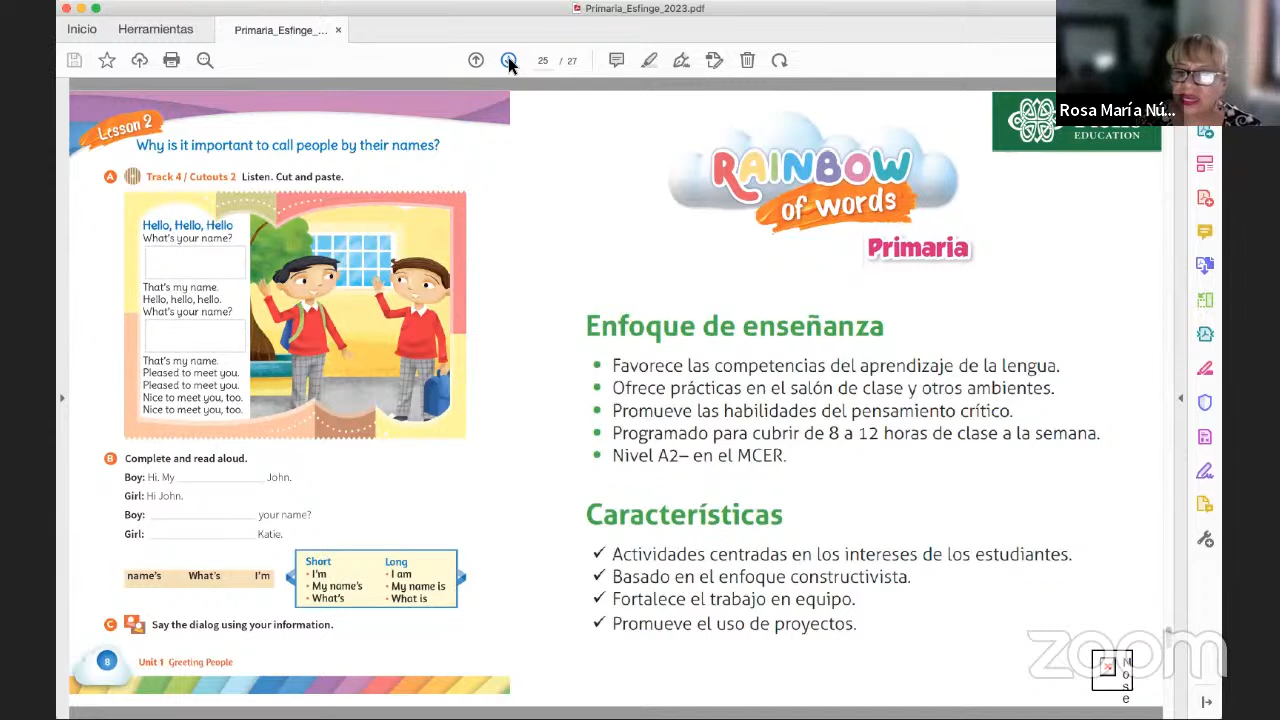 Primaria_Esfinge_2023.pdf
Inicio
Herramientas
Primaria_Esfinge_... ×
25 / 27
Rosa María Nú...
EDUCATION
Lesson 2
Why is it important to call people by their names?
A Track 4 / Cutouts 2 Listen. Cut and paste.
Hello, Hello, Hello
What's your name?
That's my name.
Hello, hello, hello.
What's your name?
That's my name.
Pleased to meet you.
Pleased to meet you.
Nice to meet you, too.
Nice to meet you, too.
B Complete and read aloud.
Boy: Hi. My ______ John.
Girl: Hi John.
Boy: ______ your name?
Girl: ______ Katie.
name's What's I'm
Short Long
• I'm • I am
• My name's • My name is
• What's • What is
C Say the dialog using your information.
8 Unit 1 Greeting People
RAINBOW
of words
Primaria
Enfoque de enseñanza
• Favorece las competencias del aprendizaje de la lengua.
• Ofrece prácticas en el salón de clase y otros ambientes.
• Promueve las habilidades del pensamiento crítico.
• Programado para cubrir de 8 a 12 horas de clase a la semana.
• Nivel A2– en el MCER.
Características
✓ Actividades centradas en los intereses de los estudiantes.
✓ Basado en el enfoque constructivista.
✓ Fortalece el trabajo en equipo.
✓ Promueve el uso de proyectos.
zoom
N
o
s
e